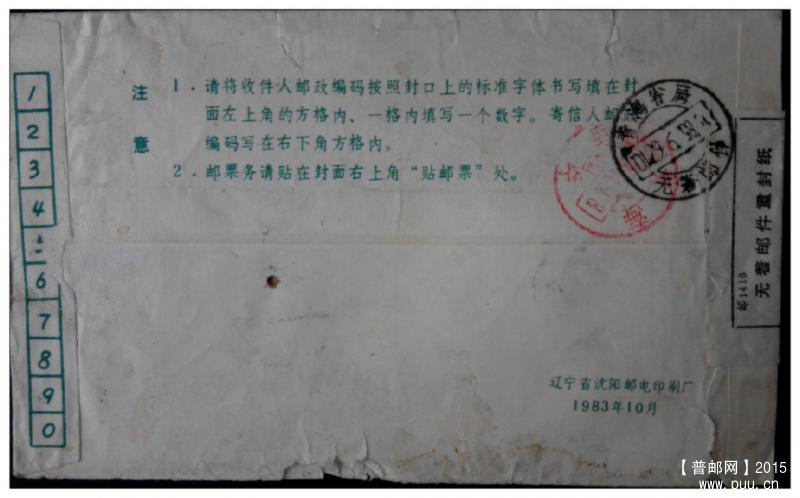 1
2
3
4
6
7
8
9
0
注
意
1．请将收件人邮政编码按照封口上的标准字体书写填在封
面左上角的方格内、一格内填写一个数字。寄信人邮政
编码写在右下角方格内。
2．邮票务请贴在封面右上角“贴邮票”处。
无着邮件重封纸
邮1416
辽宁省沈阳邮电印刷厂
1983年10月
【普邮网】2015
www.puu.cn